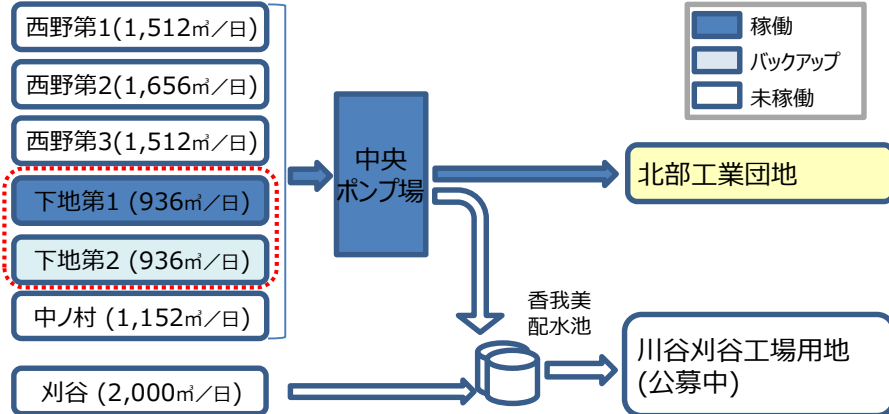 西野第1(1,512㎥／日)
西野第2(1,656㎥／日)
西野第3(1,512㎥／日)
下地第1 (936㎥／日)
下地第2 (936㎥／日)
中ノ村 (1,152㎥／日)
刈谷 (2,000㎥／日)
中央
ポンプ場
香我美
配水池
稼働
バックアップ
未稼働
北部工業団地
川谷刈谷工場用地
(公募中)